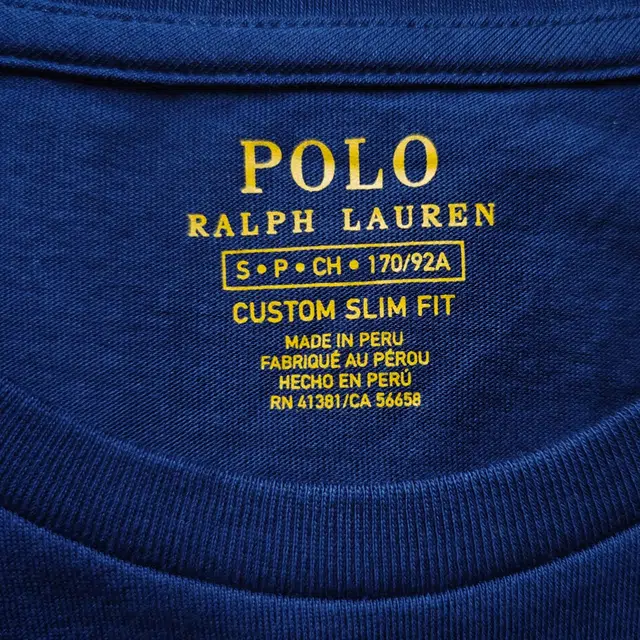 POLO
RALPH LAUREN
S • P • CH • 170/92A
CUSTOM SLIM FIT
MADE IN PERU
FABRIQUÉ AU PÉROU
HECHO EN PERÚ
RN 41381/CA 56658